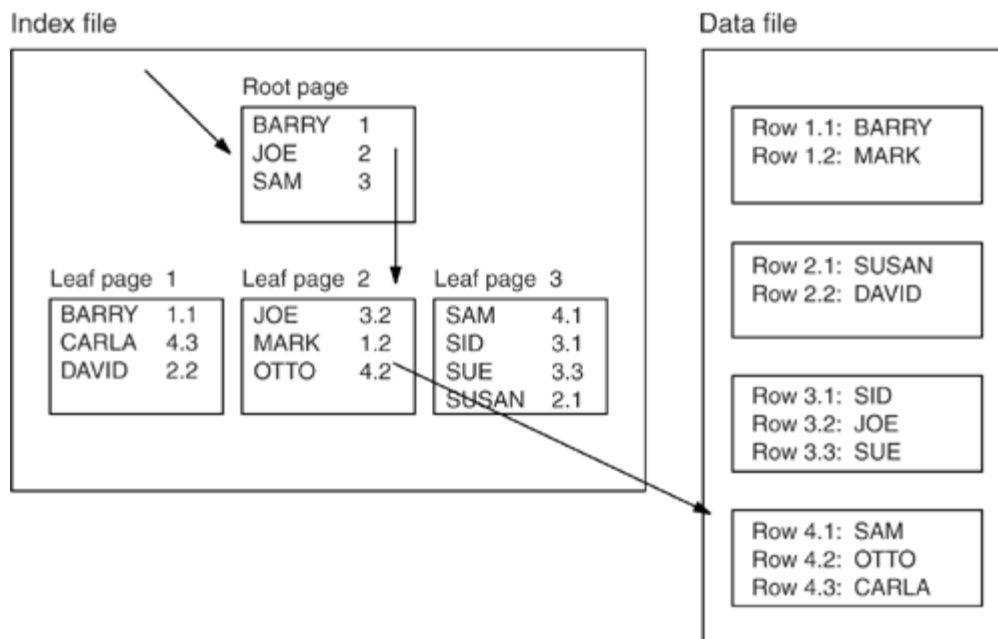 Index file
Data file
Root page
BARRY 1
JOE 2
SAM 3
Leaf page 1
BARRY 1.1
CARLA 4.3
DAVID 2.2
Leaf page 2
JOE 3.2
MARK 1.2
OTTO 4.2
Leaf page 3
SAM 4.1
SID 3.1
SUE 3.3
SUSAN 2.1
Row 1.1: BARRY
Row 1.2: MARK
Row 2.1: SUSAN
Row 2.2: DAVID
Row 3.1: SID
Row 3.2: JOE
Row 3.3: SUE
Row 4.1: SAM
Row 4.2: OTTO
Row 4.3: CARLA